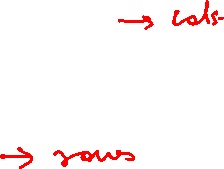 → cols
→ rows